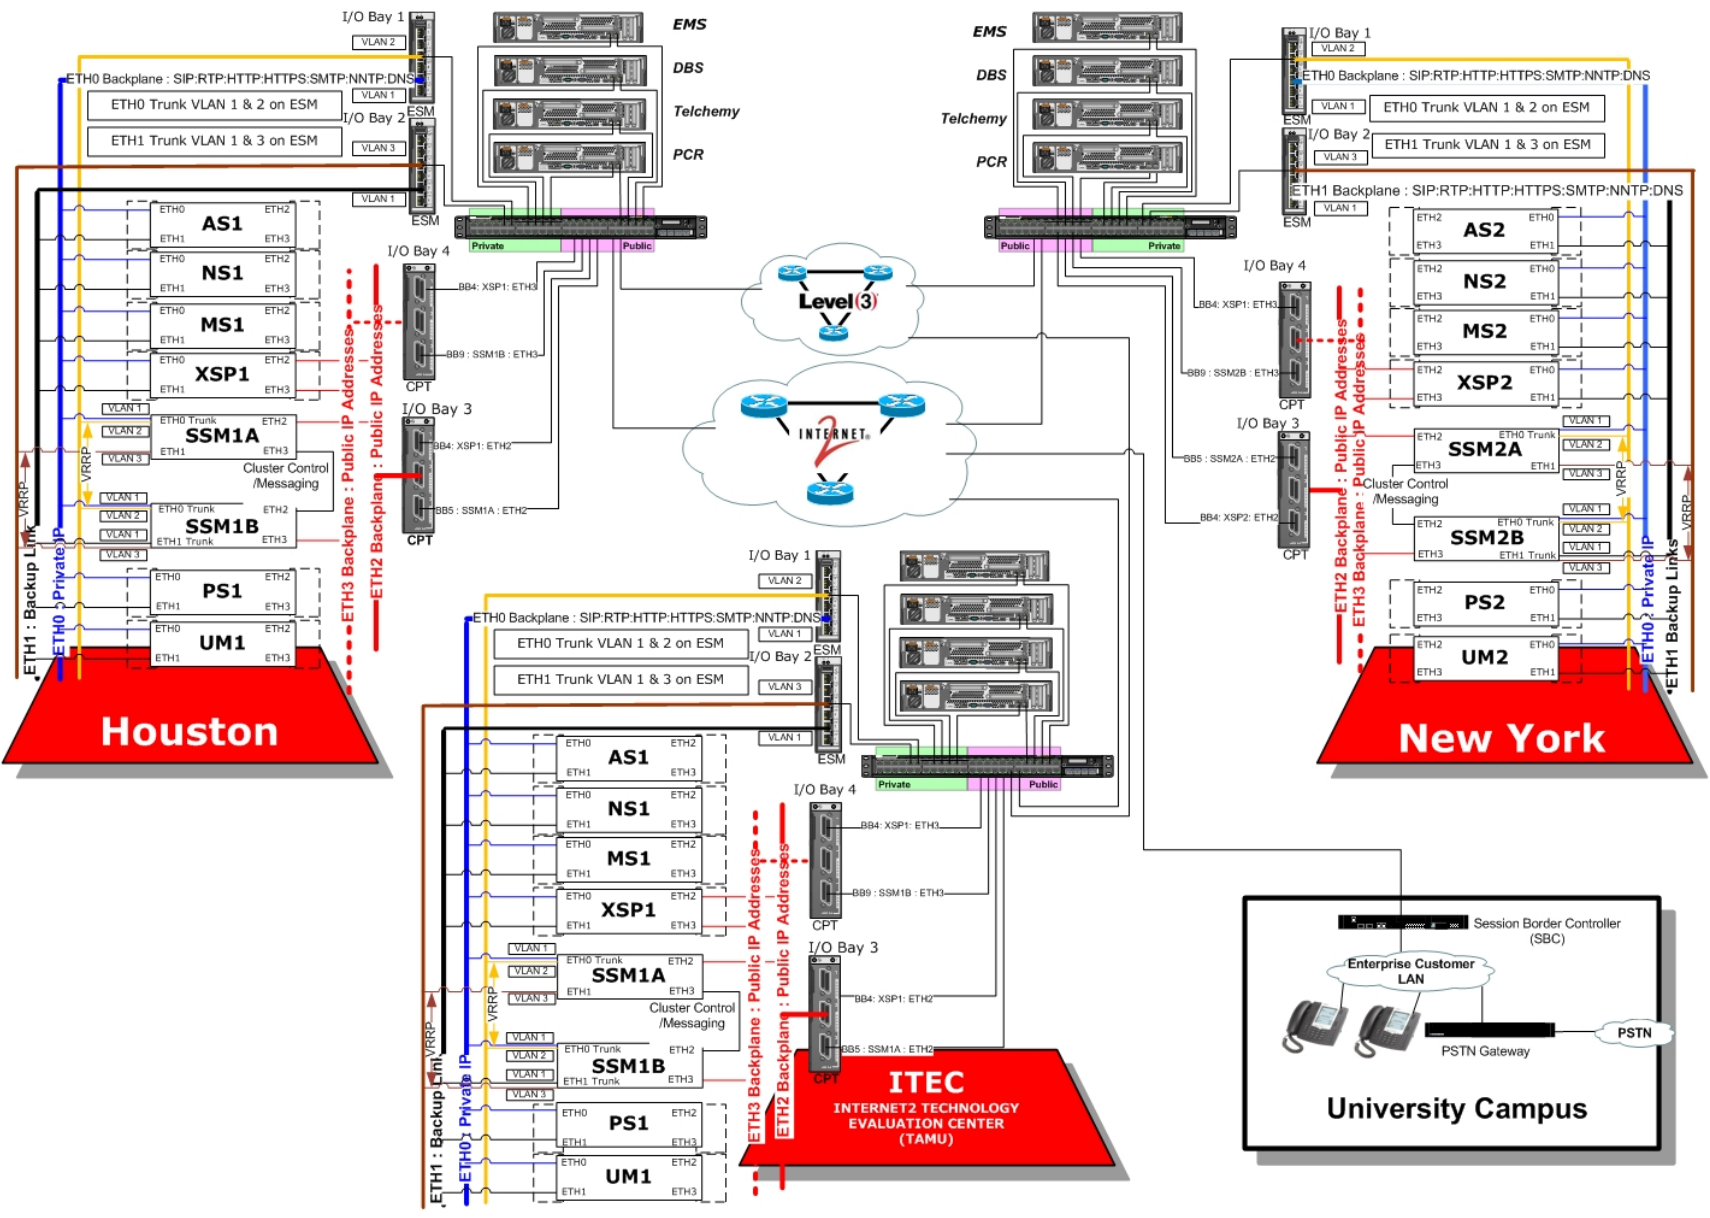 I/O Bay 1
VLAN 2
ETH0 Backplane : SIP:RTP:HTTP:HTTPS:SMTP:NNTP:DNS
VLAN 1
ETH0 Trunk VLAN 1 & 2 on ESM
ESM
I/O Bay 2
ETH1 Trunk VLAN 1 & 3 on ESM
VLAN 3
VLAN 1
ESM
EMS
DBS
Telchemy
PCR
Private
Public
ETH0 AS1 ETH2
ETH1 ETH3
ETH0 NS1 ETH2
ETH1 ETH3
ETH0 MS1 ETH2
ETH1 ETH3
ETH0 XSP1 ETH2
ETH1 ETH3
VLAN 1
VLAN 2
VLAN 3
ETH0 Trunk ETH2
SSM1A
ETH1 ETH3
Cluster Control
/Messaging
VRRP
VRRP
VLAN 1
VLAN 2
VLAN 1
VLAN 3
ETH0 Trunk ETH2
SSM1B
ETH1 Trunk ETH3
ETH0 PS1 ETH2
ETH1 ETH3
ETH0 UM1 ETH2
ETH1 ETH3
ETH1 : Backup Link
ETH0 : Private IP
ETH3 Backplane : Public IP Addresses
ETH2 Backplane : Public IP Addresses
I/O Bay 4
BB4: XSP1: ETH3
BB9 : SSM1B : ETH3
CPT
I/O Bay 3
BB4: XSP1: ETH2
BB5 : SSM1A : ETH2
CPT
Houston
Level(3)
INTERNET
2
EMS
DBS
Telchemy
PCR
Public
Private
I/O Bay 1
VLAN 2
ETH0 Backplane : SIP:RTP:HTTP:HTTPS:SMTP:NNTP:DNS
VLAN 1
ETH0 Trunk VLAN 1 & 2 on ESM
ESM
I/O Bay 2
ETH1 Trunk VLAN 1 & 3 on ESM
VLAN 3
ETH1 Backplane : SIP:RTP:HTTP:HTTPS:SMTP:NNTP:DNS
VLAN 1
ESM
ETH2 AS2 ETH0
ETH3 ETH1
ETH2 NS2 ETH0
ETH3 ETH1
ETH2 MS2 ETH0
ETH3 ETH1
ETH2 XSP2 ETH0
ETH3 ETH1
VLAN 1
VLAN 2
VLAN 3
ETH2 ETH0 Trunk
SSM2A
ETH3 ETH1
Cluster Control
/Messaging
VRRP
VRRP
VLAN 1
VLAN 2
VLAN 1
VLAN 3
ETH2 ETH0 Trunk
SSM2B
ETH3 ETH1 Trunk
ETH2 PS2 ETH0
ETH3 ETH1
ETH2 UM2 ETH0
ETH3 ETH1
ETH2 Backplane : Public IP Addresses
ETH3 Backplane : Public IP Addresses
ETH0 : Private IP
ETH1 Backup Links
I/O Bay 4
BB4: XSP1: ETH3
BB9 : SSM2B : ETH3
CPT
I/O Bay 3
BB5 : SSM2A : ETH2
BB4: XSP2: ETH2
CPT
New York
I/O Bay 1
VLAN 2
ETH0 Backplane : SIP:RTP:HTTP:HTTPS:SMTP:NNTP:DNS
VLAN 1
ETH0 Trunk VLAN 1 & 2 on ESM
ESM
I/O Bay 2
ETH1 Trunk VLAN 1 & 3 on ESM
VLAN 3
VLAN 1
ESM
Private
Public
ETH0 AS1 ETH2
ETH1 ETH3
ETH0 NS1 ETH2
ETH1 ETH3
ETH0 MS1 ETH2
ETH1 ETH3
ETH0 XSP1 ETH2
ETH1 ETH3
VLAN 1
VLAN 2
VLAN 3
ETH0 Trunk ETH2
SSM1A
ETH1 ETH3
Cluster Control
/Messaging
VRRP
VRRP
VLAN 1
VLAN 2
VLAN 1
VLAN 3
ETH0 Trunk ETH2
SSM1B
ETH1 Trunk ETH3
ETH0 PS1 ETH2
ETH1 ETH3
ETH0 UM1 ETH2
ETH1 ETH3
ETH1 : Backup Link
ETH0 : Private IP
ETH3 Backplane : Public IP Addresses
ETH2 Backplane : Public IP Addresses
I/O Bay 4
BB4: XSP1: ETH3
BB9 : SSM1B : ETH3
CPT
I/O Bay 3
BB4: XSP1: ETH2
BB5 : SSM1A : ETH2
CPT
ITEC
INTERNET2 TECHNOLOGY
EVALUATION CENTER
(TAMU)
Session Border Controller
(SBC)
Enterprise Customer
LAN
PSTN
PSTN Gateway
University Campus